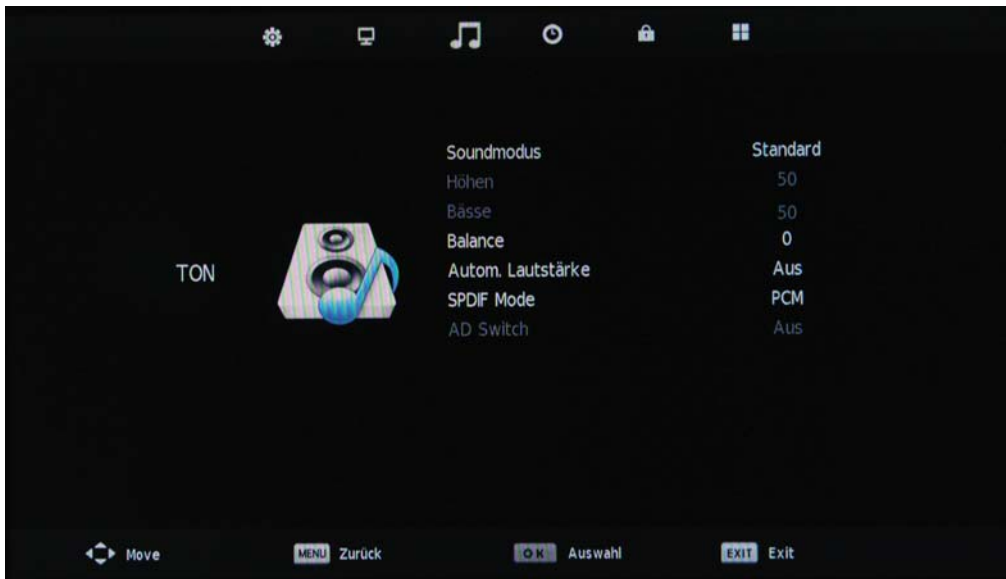 Soundmodus Standard
Höhen 50
Bässe 50
Balance 0
TON
Autom. Lautstärke Aus
SPDIF Mode PCM
AD Switch Aus
Move MENU Zurück OK Auswahl EXIT Exit